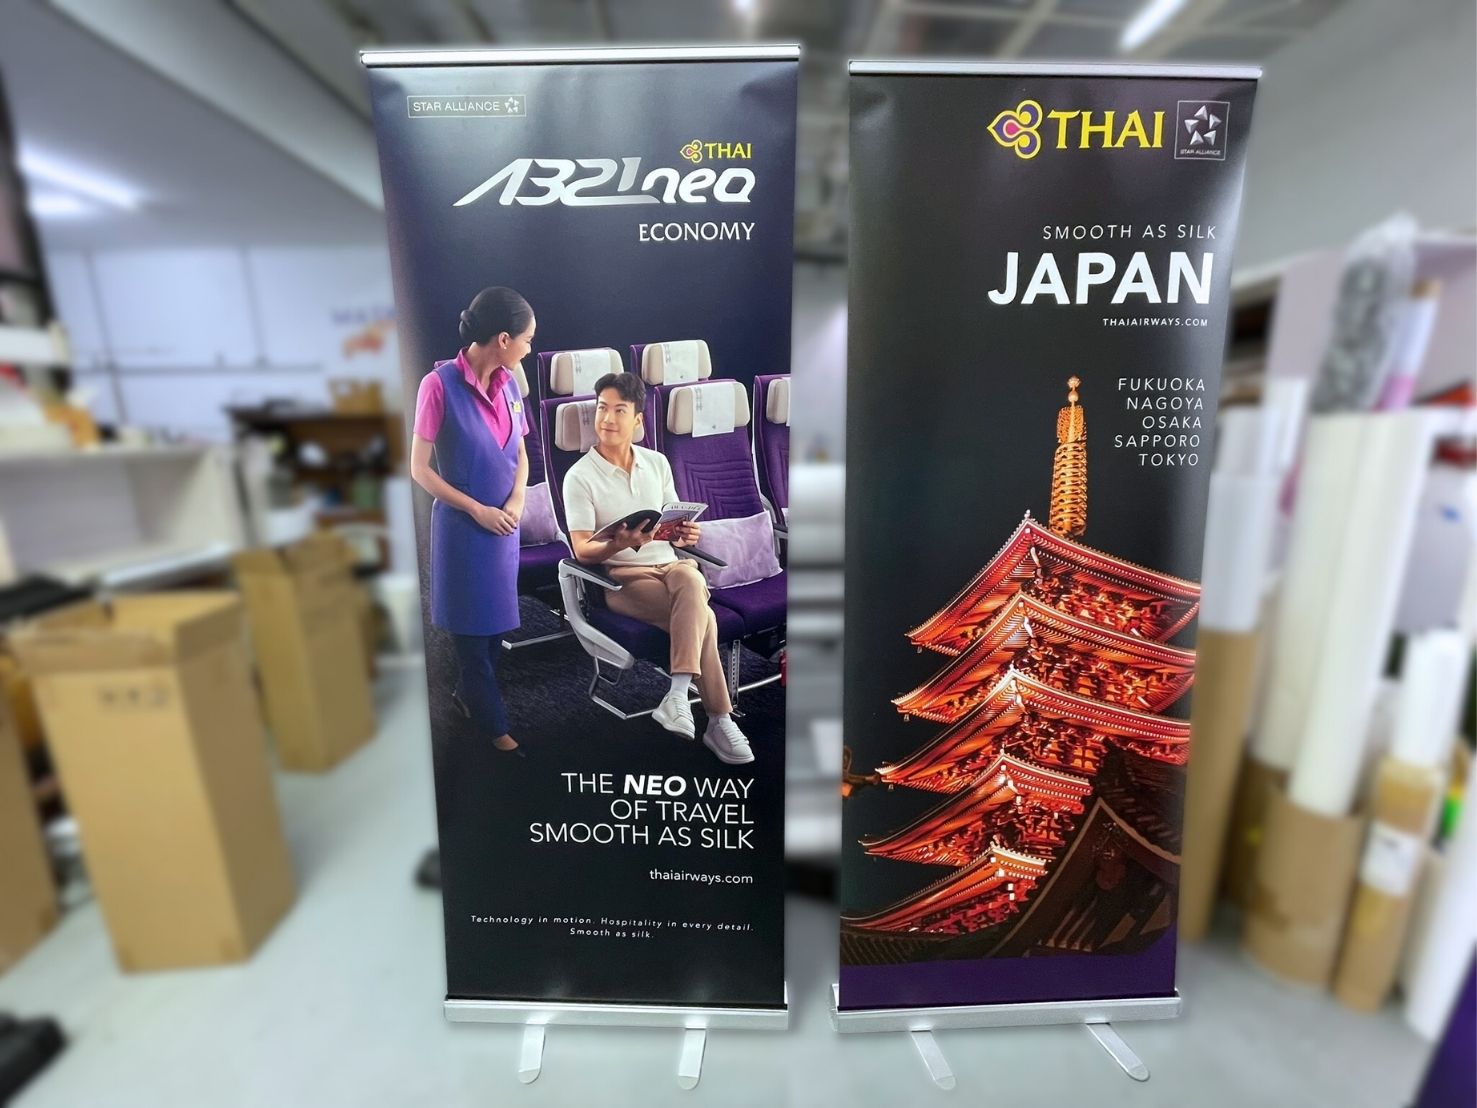 STAR ALLIANCE
THAI
A321neo
ECONOMY
THE NEO WAY
OF TRAVEL
SMOOTH AS SILK
thaiairways.com
Technology in motion. Hospitality in every detail.
Smooth as silk.
THAI
STAR ALLIANCE
SMOOTH AS SILK
JAPAN
THAIAIRWAYS.COM
FUKUOKA
NAGOYA
OSAKA
SAPPORO
TOKYO